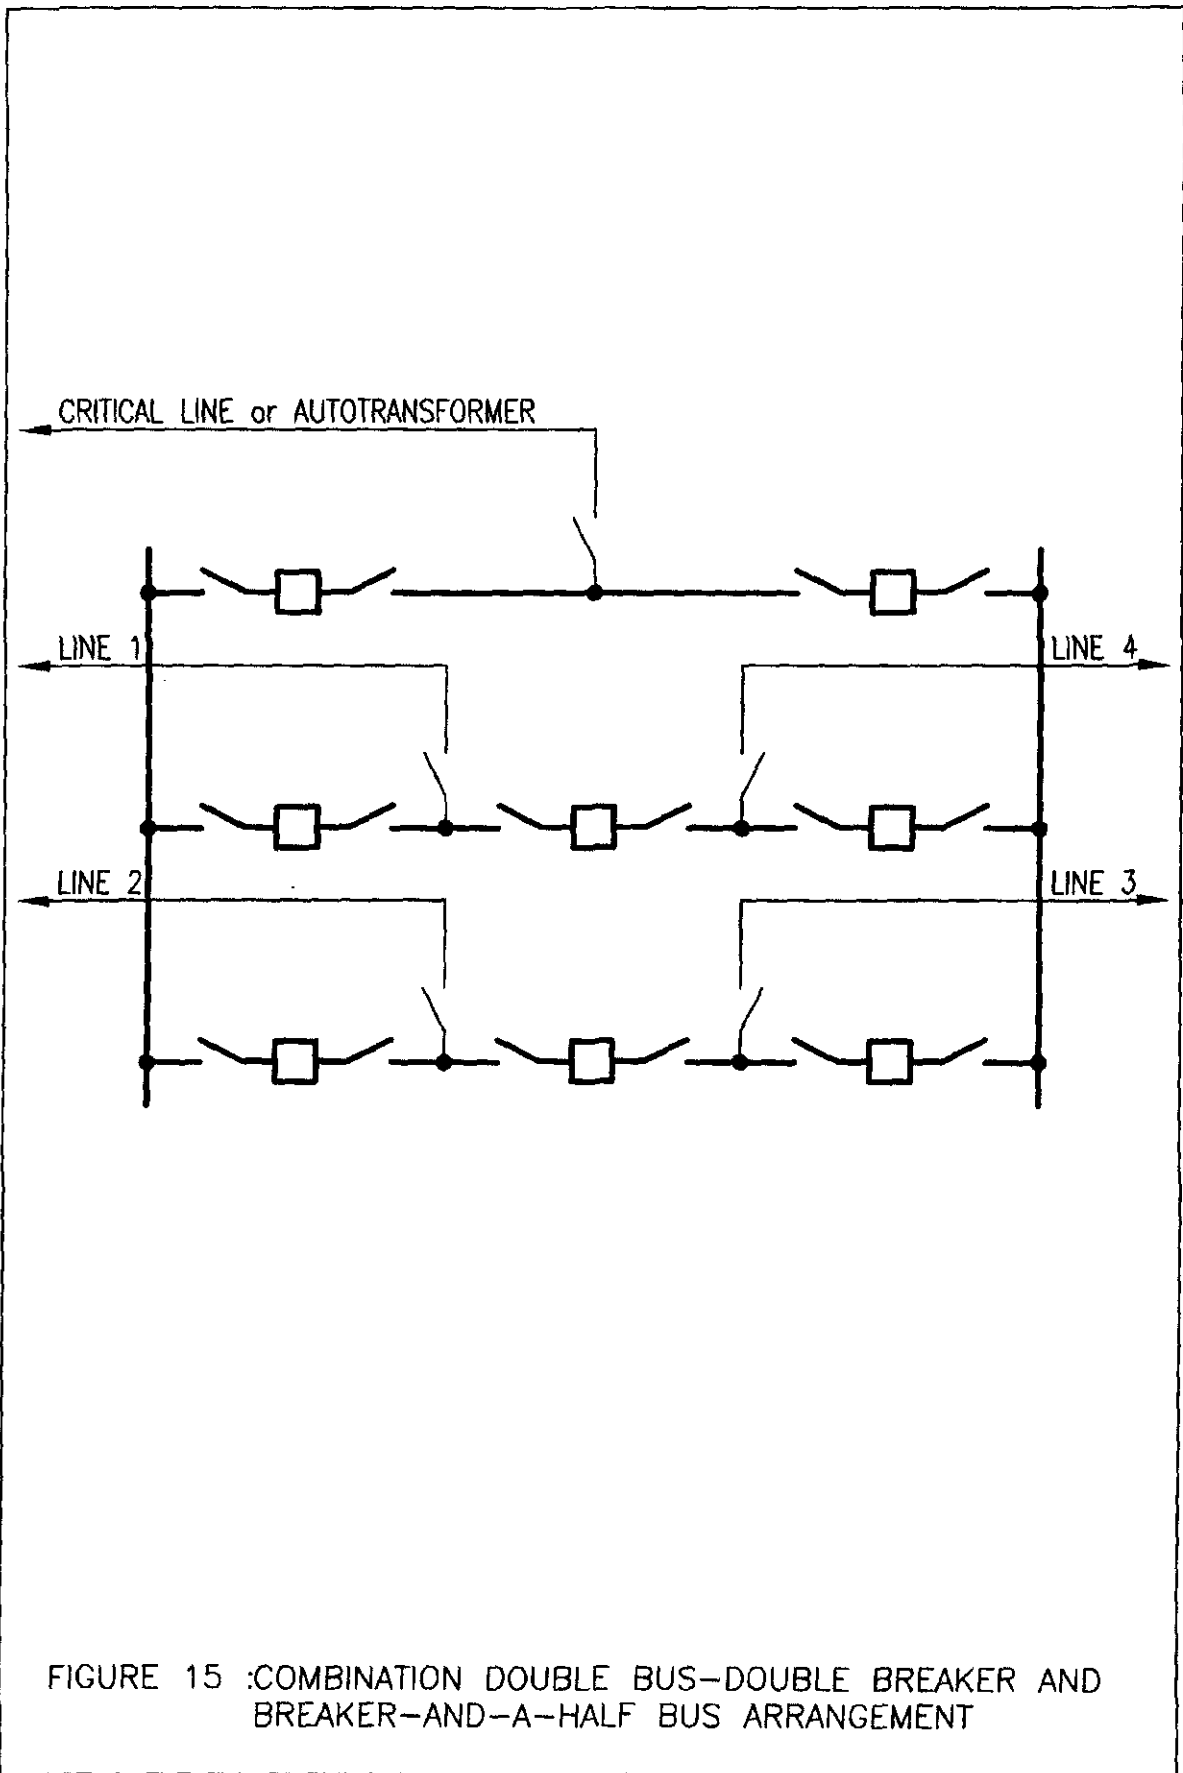 CRITICAL LINE or AUTOTRANSFORMER
LINE 1
LINE 4
LINE 2
LINE 3
FIGURE 15 :COMBINATION DOUBLE BUS-DOUBLE BREAKER AND
BREAKER-AND-A-HALF BUS ARRANGEMENT